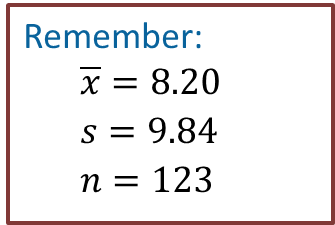 Remember:
x̅ = 8.20
s = 9.84
n = 123